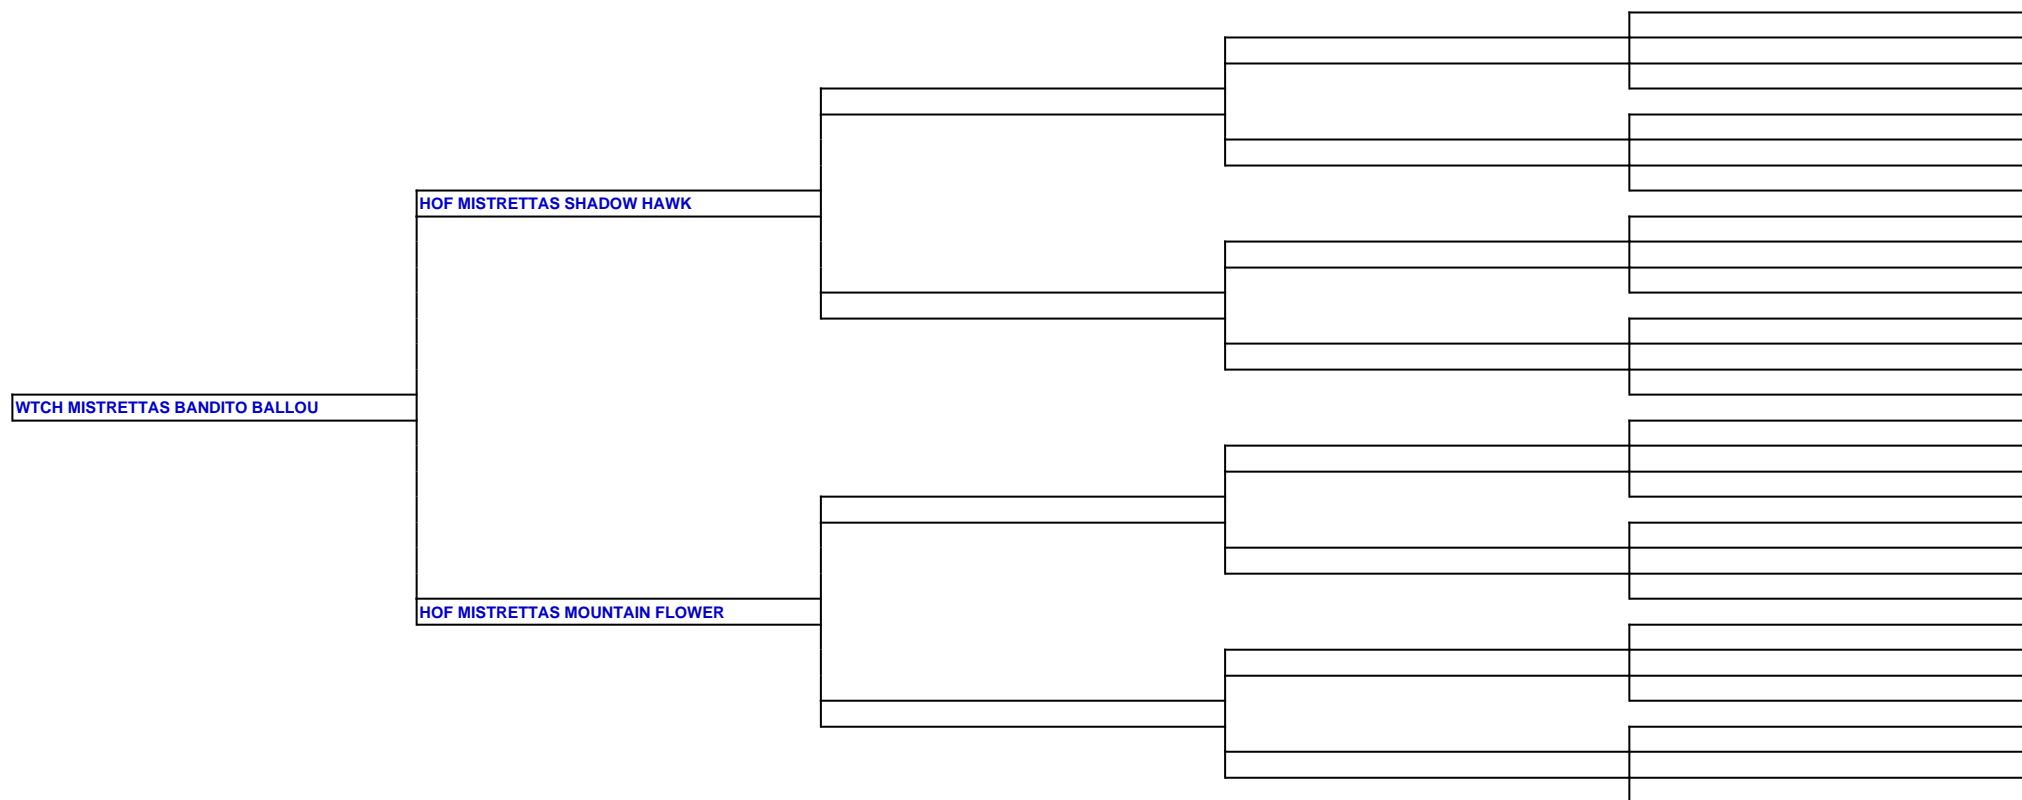 HOF MISTRETTAS SHADOW HAWK
WTCH MISTRETTAS BANDITO BALLOU
HOF MISTRETTAS MOUNTAIN FLOWER